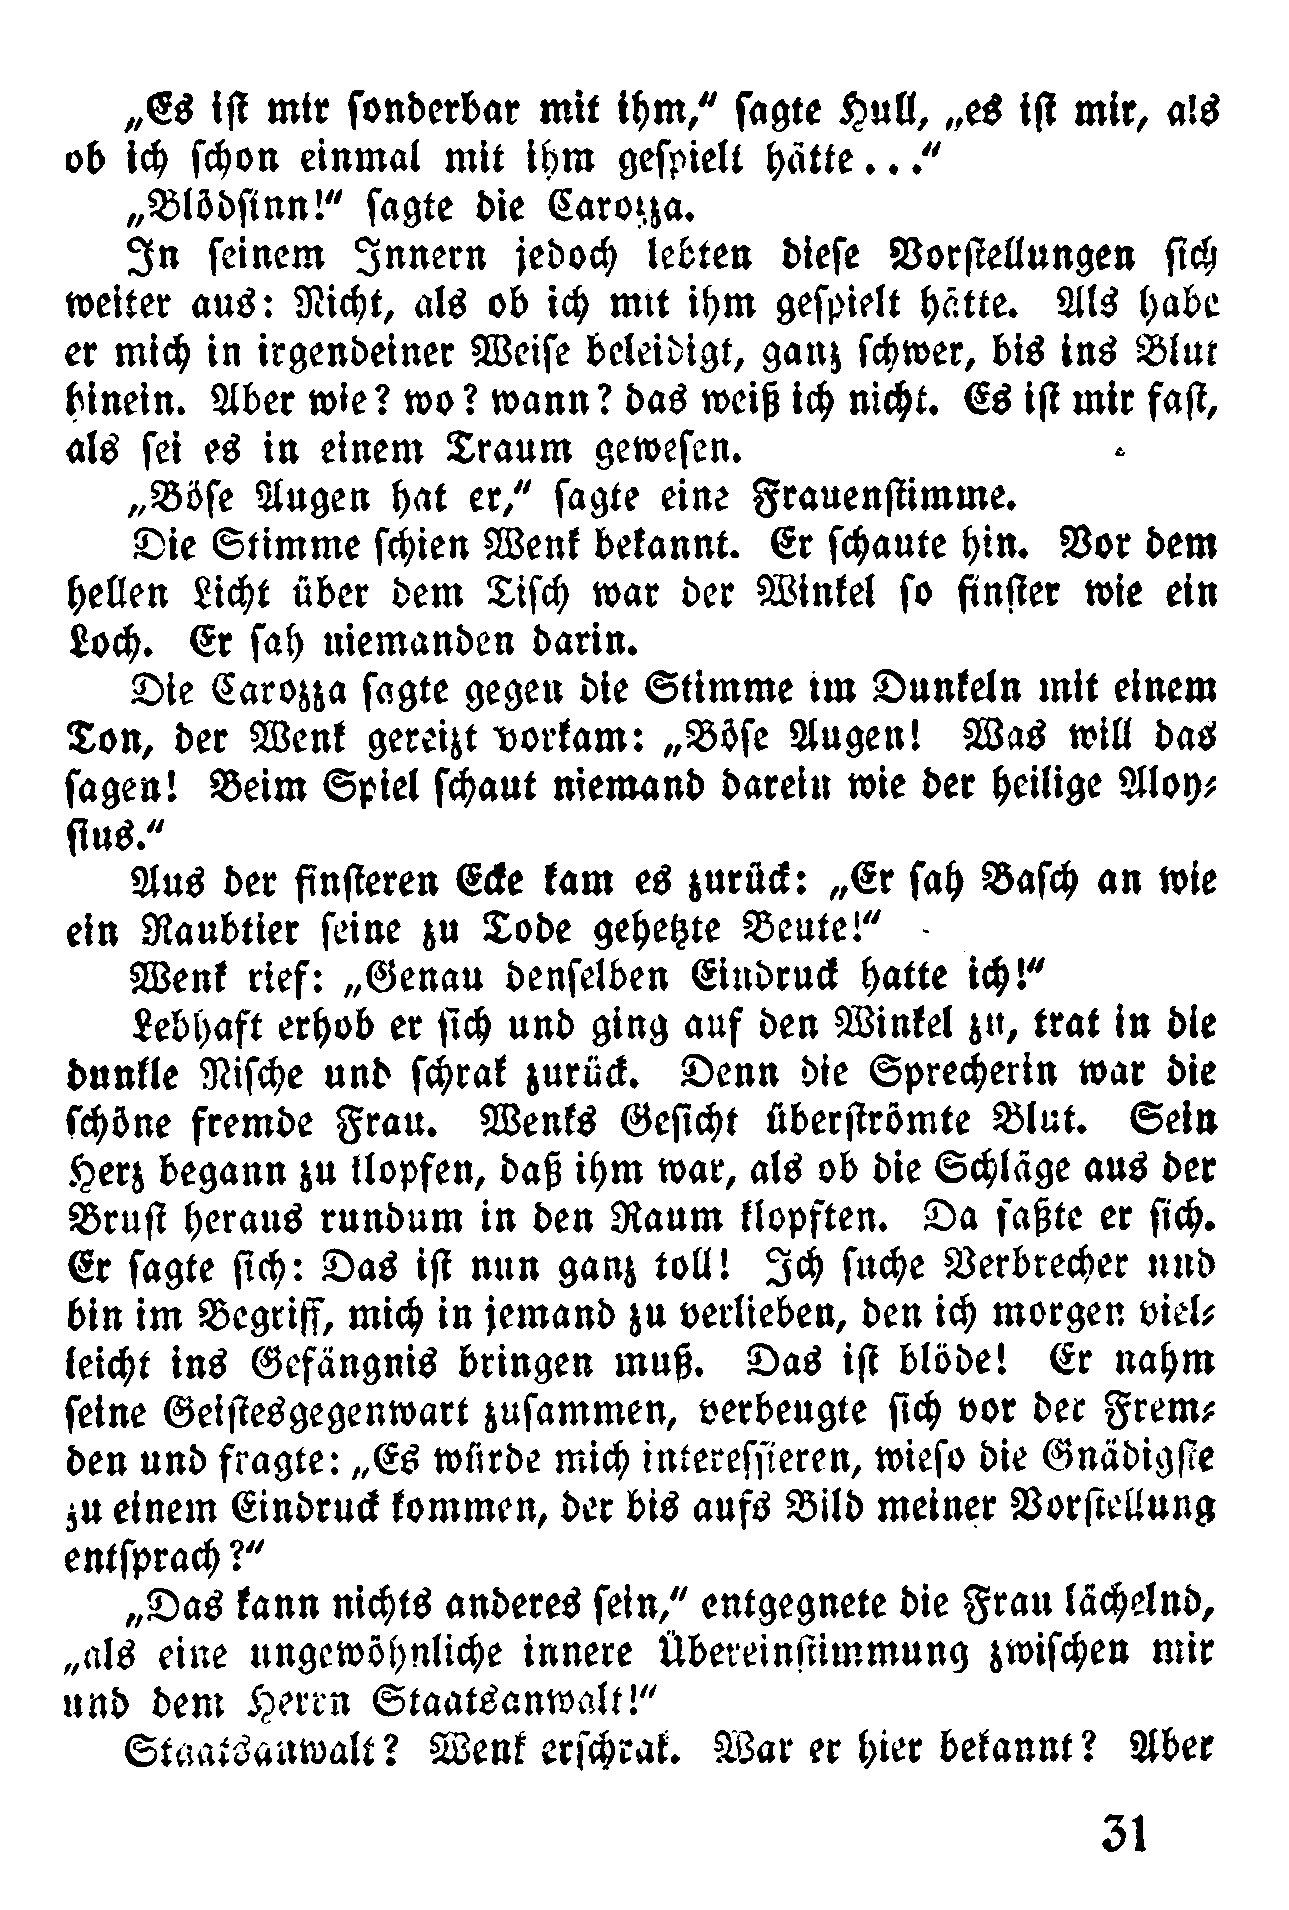 „Es ist mir sonderbar mit ihm,“ sagte Hull, „es ist mir, als
ob ich schon einmal mit ihm gespielt hätte . . .“
„Blödsinn!“ sagte die Carozza.
In seinem Innern jedoch lebten diese Vorstellungen sich
weiter aus: Nicht, als ob ich mit ihm gespielt hätte. Als habe
er mich in irgendeiner Weise beleidigt, ganz schwer, bis ins Blut
hinein. Aber wie? wo? wann? das weiß ich nicht. Es ist mir fast,
als sei es in einem Traum gewesen.
„Böse Augen hat er,“ sagte eine Frauenstimme.
Die Stimme schien Wenk bekannt. Er schaute hin. Vor dem
hellen Licht über dem Tisch war der Winkel so finster wie ein
Loch. Er sah niemanden darin.
Die Carozza sagte gegen die Stimme im Dunkeln mit einem
Ton, der Wenk gereizt vorkam: „Böse Augen! Was will das
sagen! Beim Spiel schaut niemand darein wie der heilige Aloy-
sius.“
Aus der finsteren Ecke kam es zurück: „Er sah Basch an wie
ein Raubtier seine zu Tode gehetzte Beute!“
Wenk rief: „Genau denselben Eindruck hatte ich!“
Lebhaft erhob er sich und ging auf den Winkel zu, trat in die
dunkle Nische und schrak zurück. Denn die Sprecherin war die
schöne fremde Frau. Wenks Gesicht überströmte Blut. Sein
Herz begann zu klopfen, daß ihm war, als ob die Schläge aus der
Brust heraus rundum in den Raum klopften. Da faßte er sich.
Er sagte sich: Das ist nun ganz toll! Ich suche Verbrecher und
bin im Begriff, mich in jemand zu verlieben, den ich morgen viel-
leicht ins Gefängnis bringen muß. Das ist blöde! Er nahm
seine Geistesgegenwart zusammen, verbeugte sich vor der Frem-
den und fragte: „Es würde mich interessieren, wieso die Gnädigste
zu einem Eindruck kommen, der bis aufs Bild meiner Vorstellung
entsprach?“
„Das kann nichts anderes sein,“ entgegnete die Frau lächelnd,
„als eine ungewöhnliche innere Übereinstimmung zwischen mir
und dem Herrn Staatsanwalt!“
Staatsanwalt? Wenk erschrak. War er hier bekannt? Aber
31